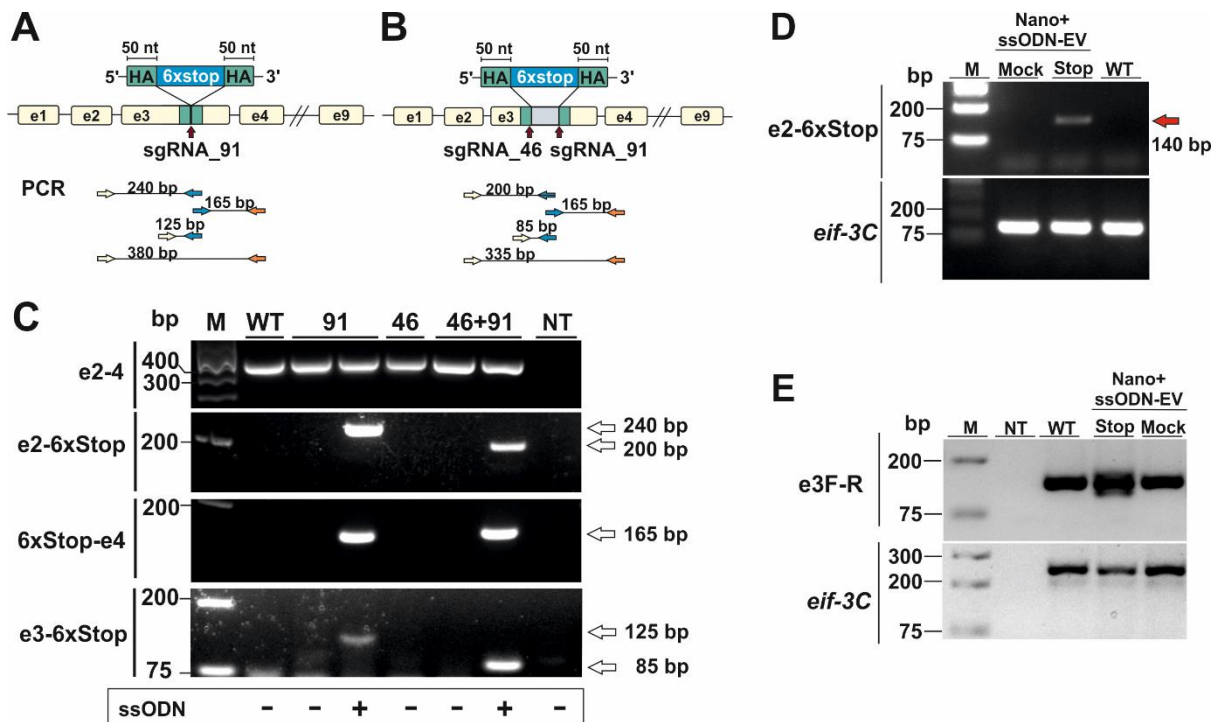 A
50 nt 50 nt
5' HA 6xstop HA 3'
e1 e2 e3 e4 e9
sgRNA_91
PCR
240 bp
165 bp
125 bp
380 bp
B
50 nt 50 nt
5' HA 6xstop HA 3'
e1 e2 e3 e4 e9
sgRNA_46 sgRNA_91
200 bp
165 bp
85 bp
335 bp
C
bp M WT 91 46 46+91 NT
e2-4
400
300
e2-6xStop
200
240 bp
200 bp
6xStop-e4
200
165 bp
e3-6xStop
200
75
125 bp
85 bp
ssODN - - + - - + -
D
Nano+
ssODN-EV
bp M Mock Stop WT
e2-6xStop
200
75
140 bp
eif-3C
200
75
E
Nano+
ssODN-EV
bp M NT WT Stop Mock
e3F-R
200
75
eif-3C
300
200
75